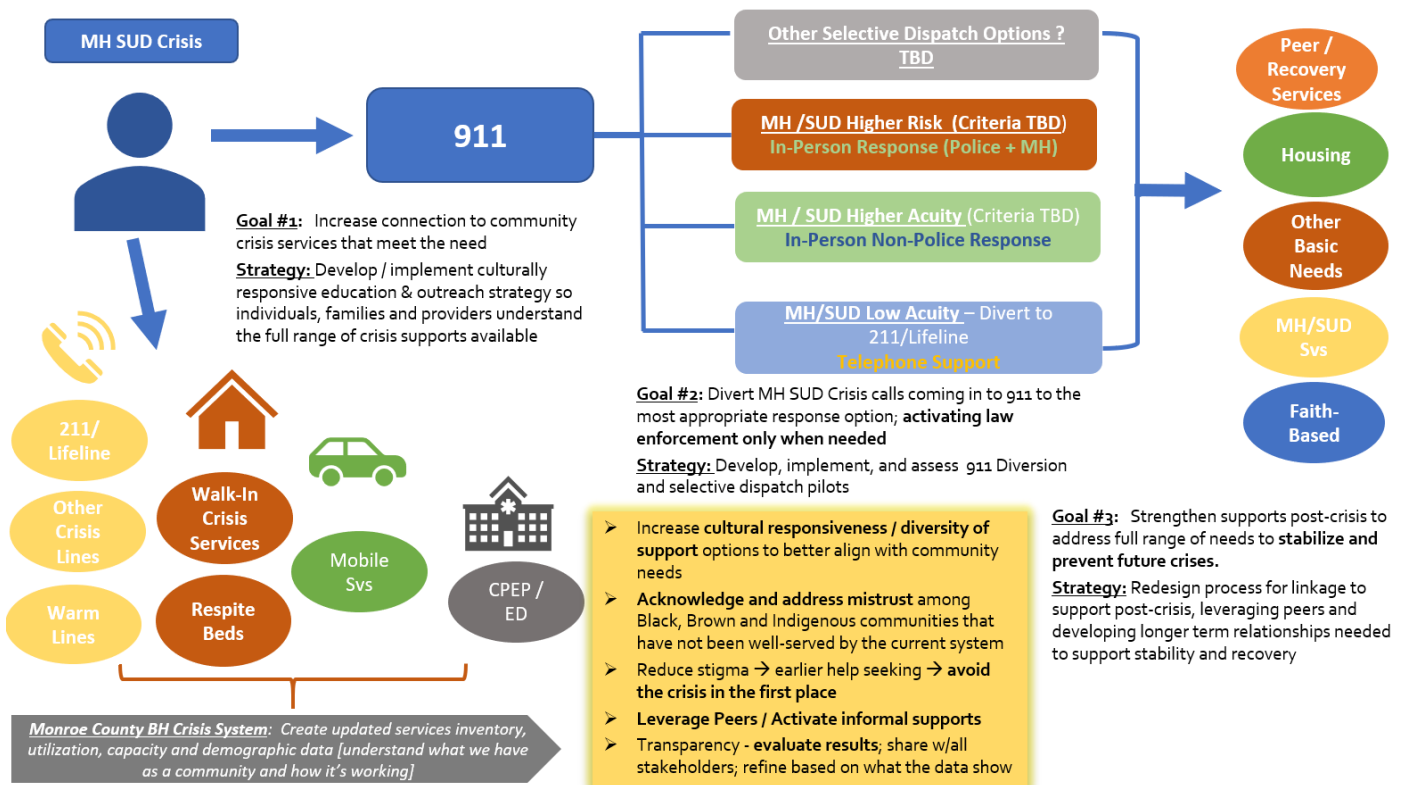 MH SUD Crisis
911
Other Selective Dispatch Options ?
TBD
MH /SUD Higher Risk  (Criteria TBD)
In-Person Response (Police + MH)
MH / SUD Higher Acuity (Criteria TBD)
In-Person Non-Police Response
MH/SUD Low Acuity – Divert to
211/Lifeline
Telephone Support
Peer /
Recovery
Services
Housing
Other
Basic
Needs
MH/SUD
Svs
Faith-
Based
Goal #1:   Increase connection to community
crisis services that meet the need
Strategy: Develop / implement culturally
responsive education & outreach strategy so
individuals, families and providers understand
the full range of crisis supports available
Goal #2: Divert MH SUD Crisis calls coming in to 911 to the
most appropriate response option; activating law
enforcement only when needed
Strategy: Develop, implement, and assess  911 Diversion
and selective dispatch pilots
Goal #3:   Strengthen supports post-crisis to
address full range of needs to stabilize and
prevent future crises.
Strategy: Redesign process for linkage to
support post-crisis, leveraging peers and
developing longer term relationships needed
to support stability and recovery
211/
Lifeline
Other
Crisis
Lines
Warm
Lines
Walk-In
Crisis
Services
Respite
Beds
Mobile
Svs
CPEP /
ED
➢ Increase cultural responsiveness / diversity of
support options to better align with community
needs
➢ Acknowledge and address mistrust among
Black, Brown and Indigenous communities that
have not been well-served by the current system
➢ Reduce stigma → earlier help seeking → avoid
the crisis in the first place
➢ Leverage Peers / Activate informal supports
➢ Transparency - evaluate results; share w/all
stakeholders; refine based on what the data show
Monroe County BH Crisis System:  Create updated services inventory,
utilization, capacity and demographic data [understand what we have
as a community and how it's working]